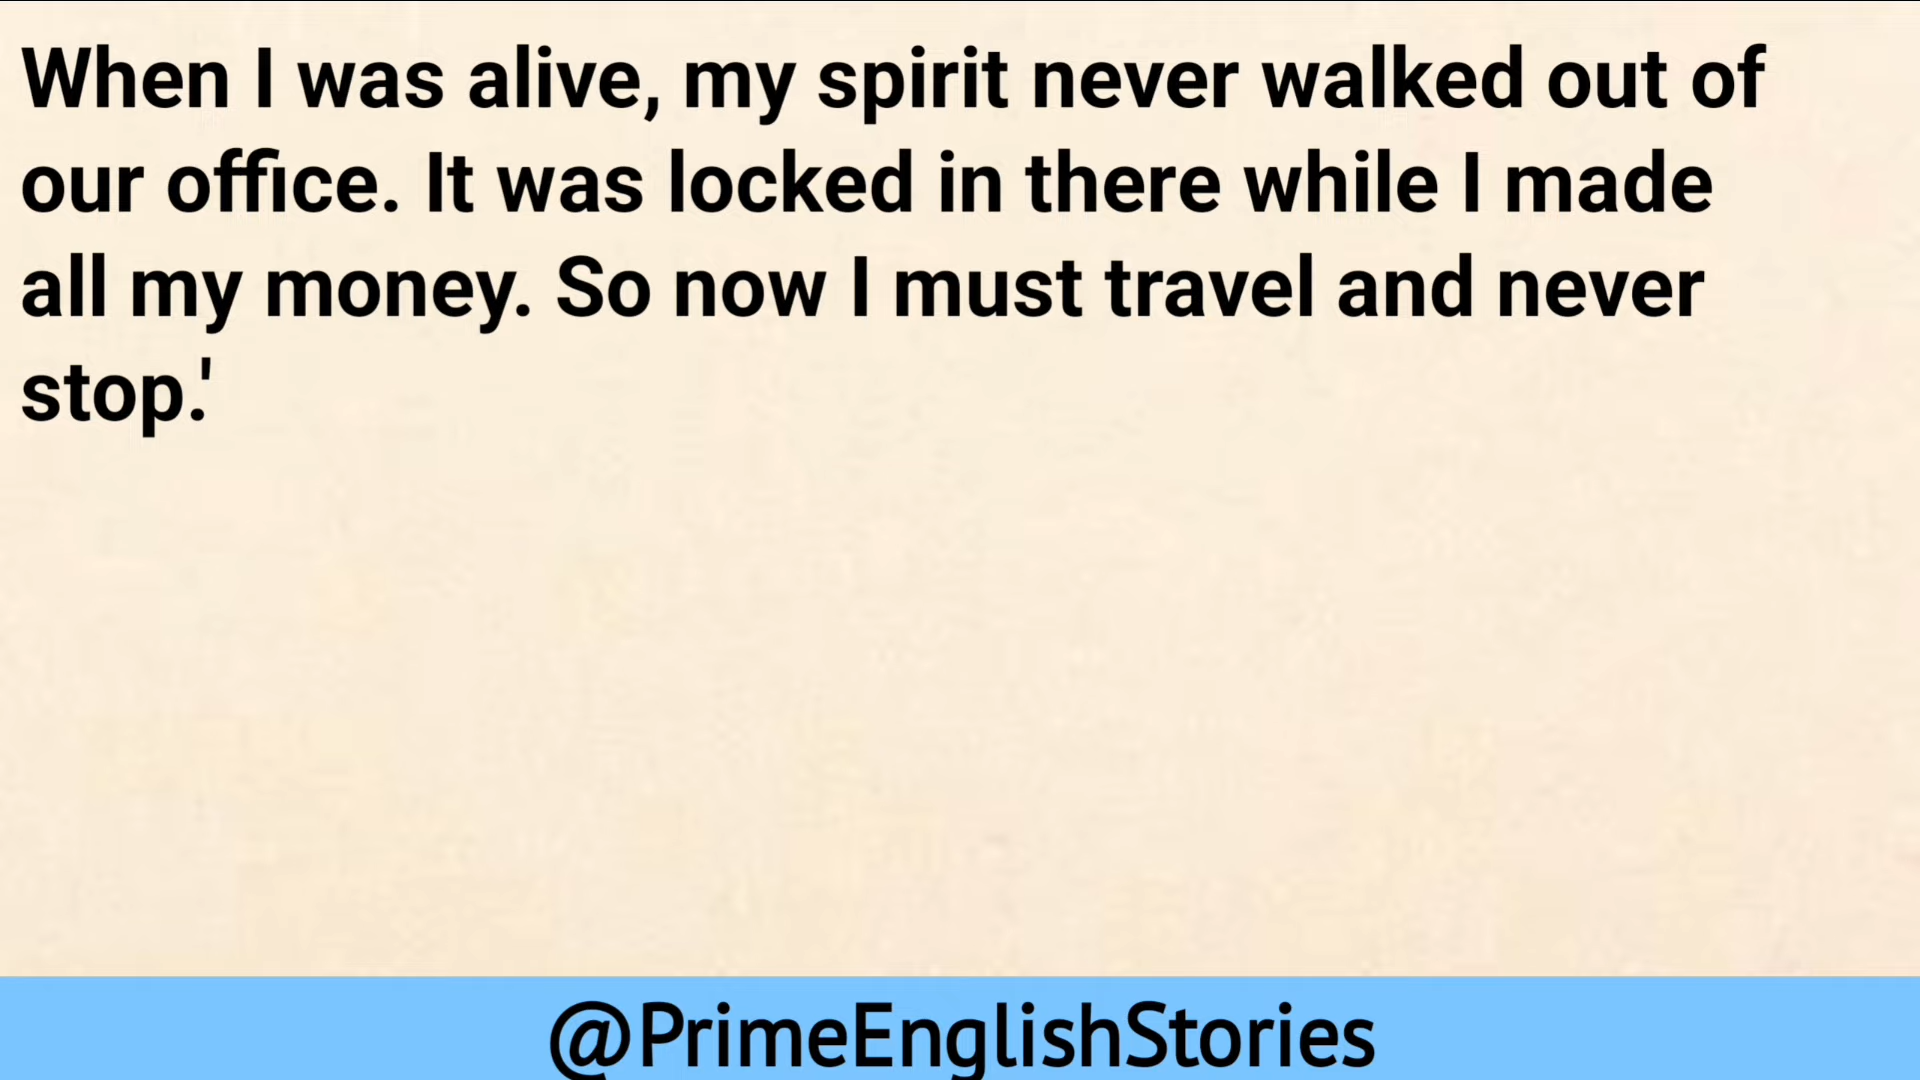 When I was alive, my spirit never walked out of
our office. It was locked in there while I made
all my money. So now I must travel and never
stop.'
@PrimeEnglishStories